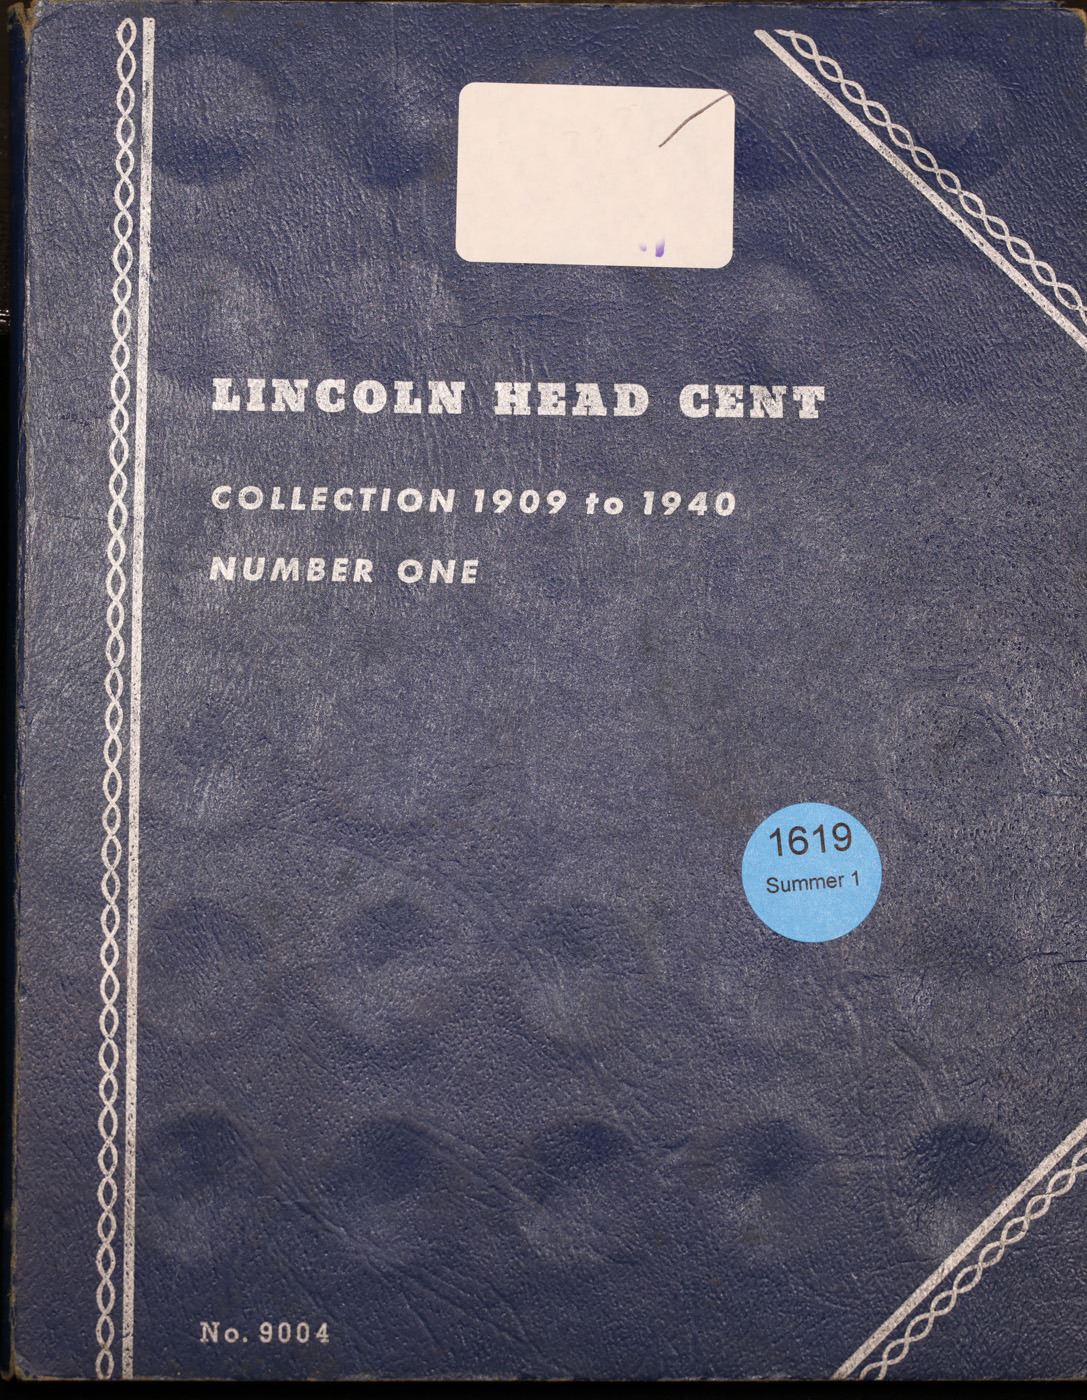 LINCOLN HEAD CENT
COLLECTION 1909 to 1940
NUMBER ONE
1619
Summer 1
No. 9004